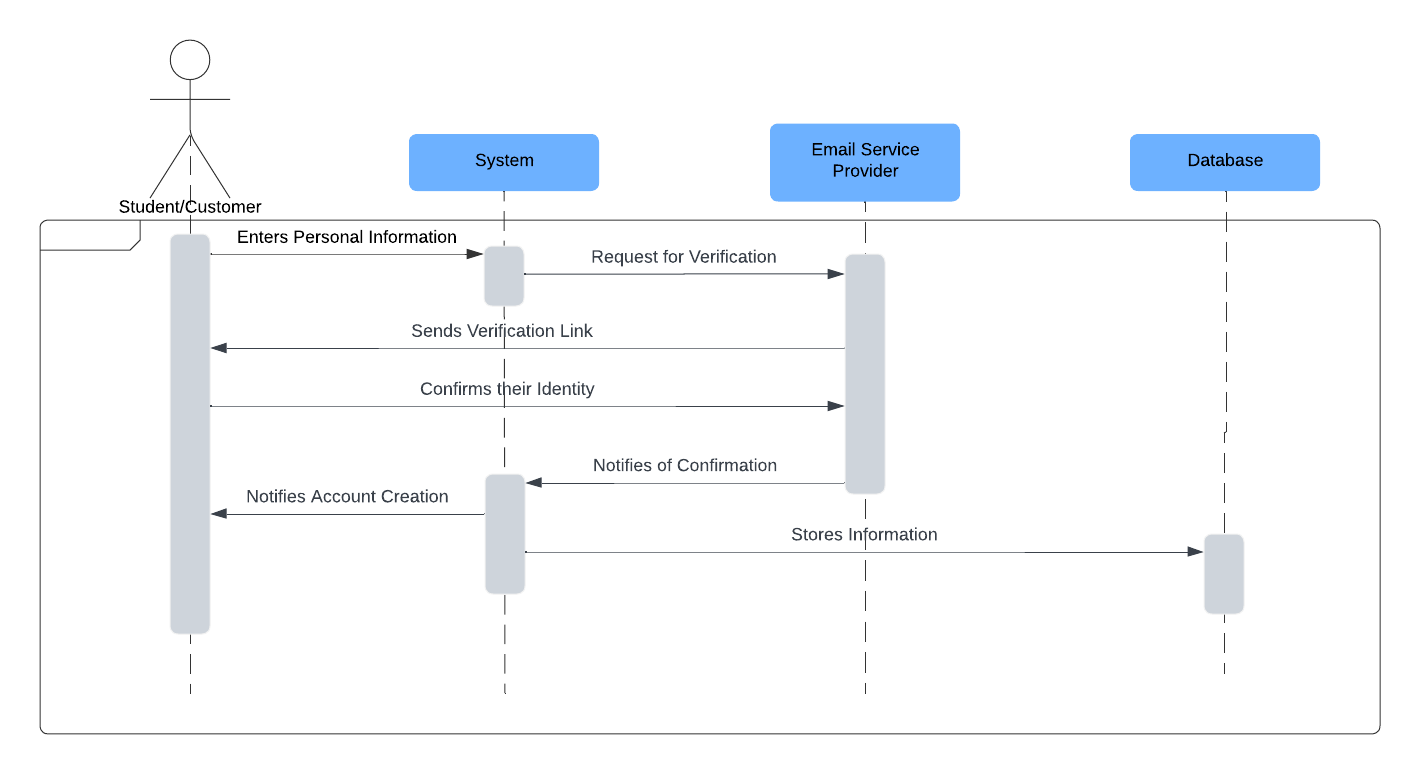 System
Email Service
Provider
Database
Student/Customer
Enters Personal Information
Request for Verification
Sends Verification Link
Confirms their Identity
Notifies of Confirmation
Notifies Account Creation
Stores Information